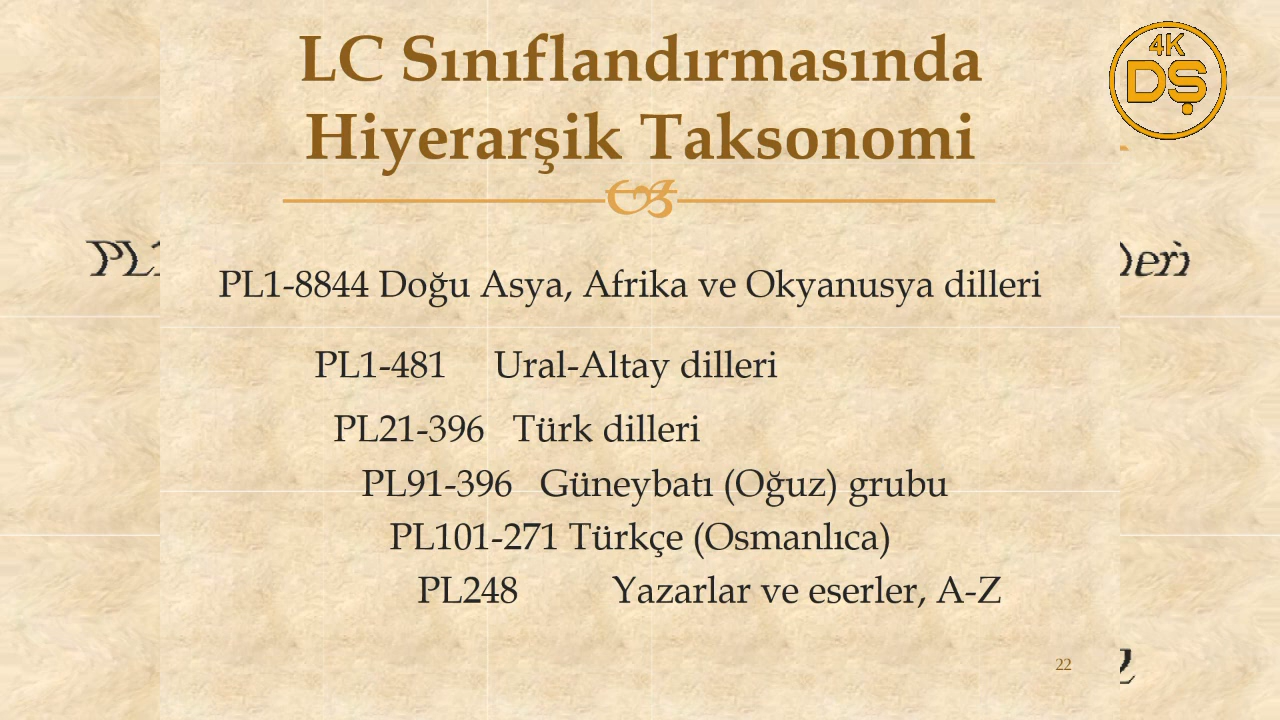 LC Sınıflandırmasında
Hiyerarşik Taksonomi
4K
DŞ
PL1-8844 Doğu Asya, Afrika ve Okyanusya dilleri
PL1-481 Ural-Altay dilleri
PL21-396 Türk dilleri
PL91-396 Güneybatı (Oğuz) grubu
PL101-271 Türkçe (Osmanlıca)
PL248 Yazarlar ve eserler, A-Z
22